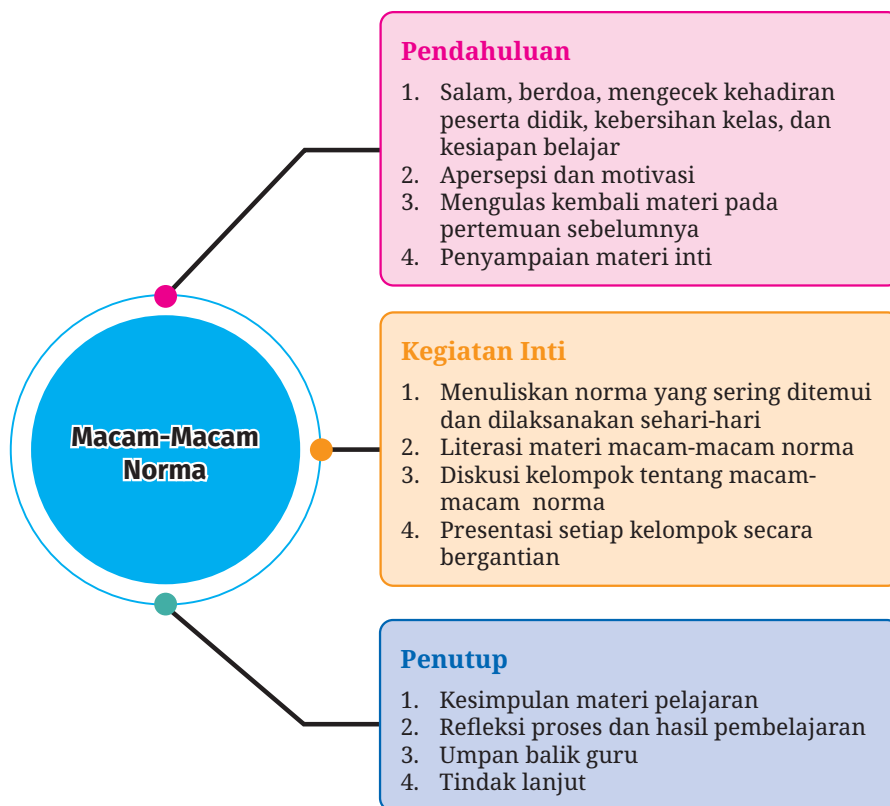 Macam-Macam
Norma
Pendahuluan
1. Salam, berdoa, mengecek kehadiran
peserta didik, kebersihan kelas, dan
kesiapan belajar
2. Apersepsi dan motivasi
3. Mengulas kembali materi pada
pertemuan sebelumnya
4. Penyampaian materi inti
Kegiatan Inti
1. Menuliskan norma yang sering ditemui
dan dilaksanakan sehari-hari
2. Literasi materi macam-macam norma
3. Diskusi kelompok tentang macam-
macam norma
4. Presentasi setiap kelompok secara
bergantian
Penutup
1. Kesimpulan materi pelajaran
2. Refleksi proses dan hasil pembelajaran
3. Umpan balik guru
4. Tindak lanjut